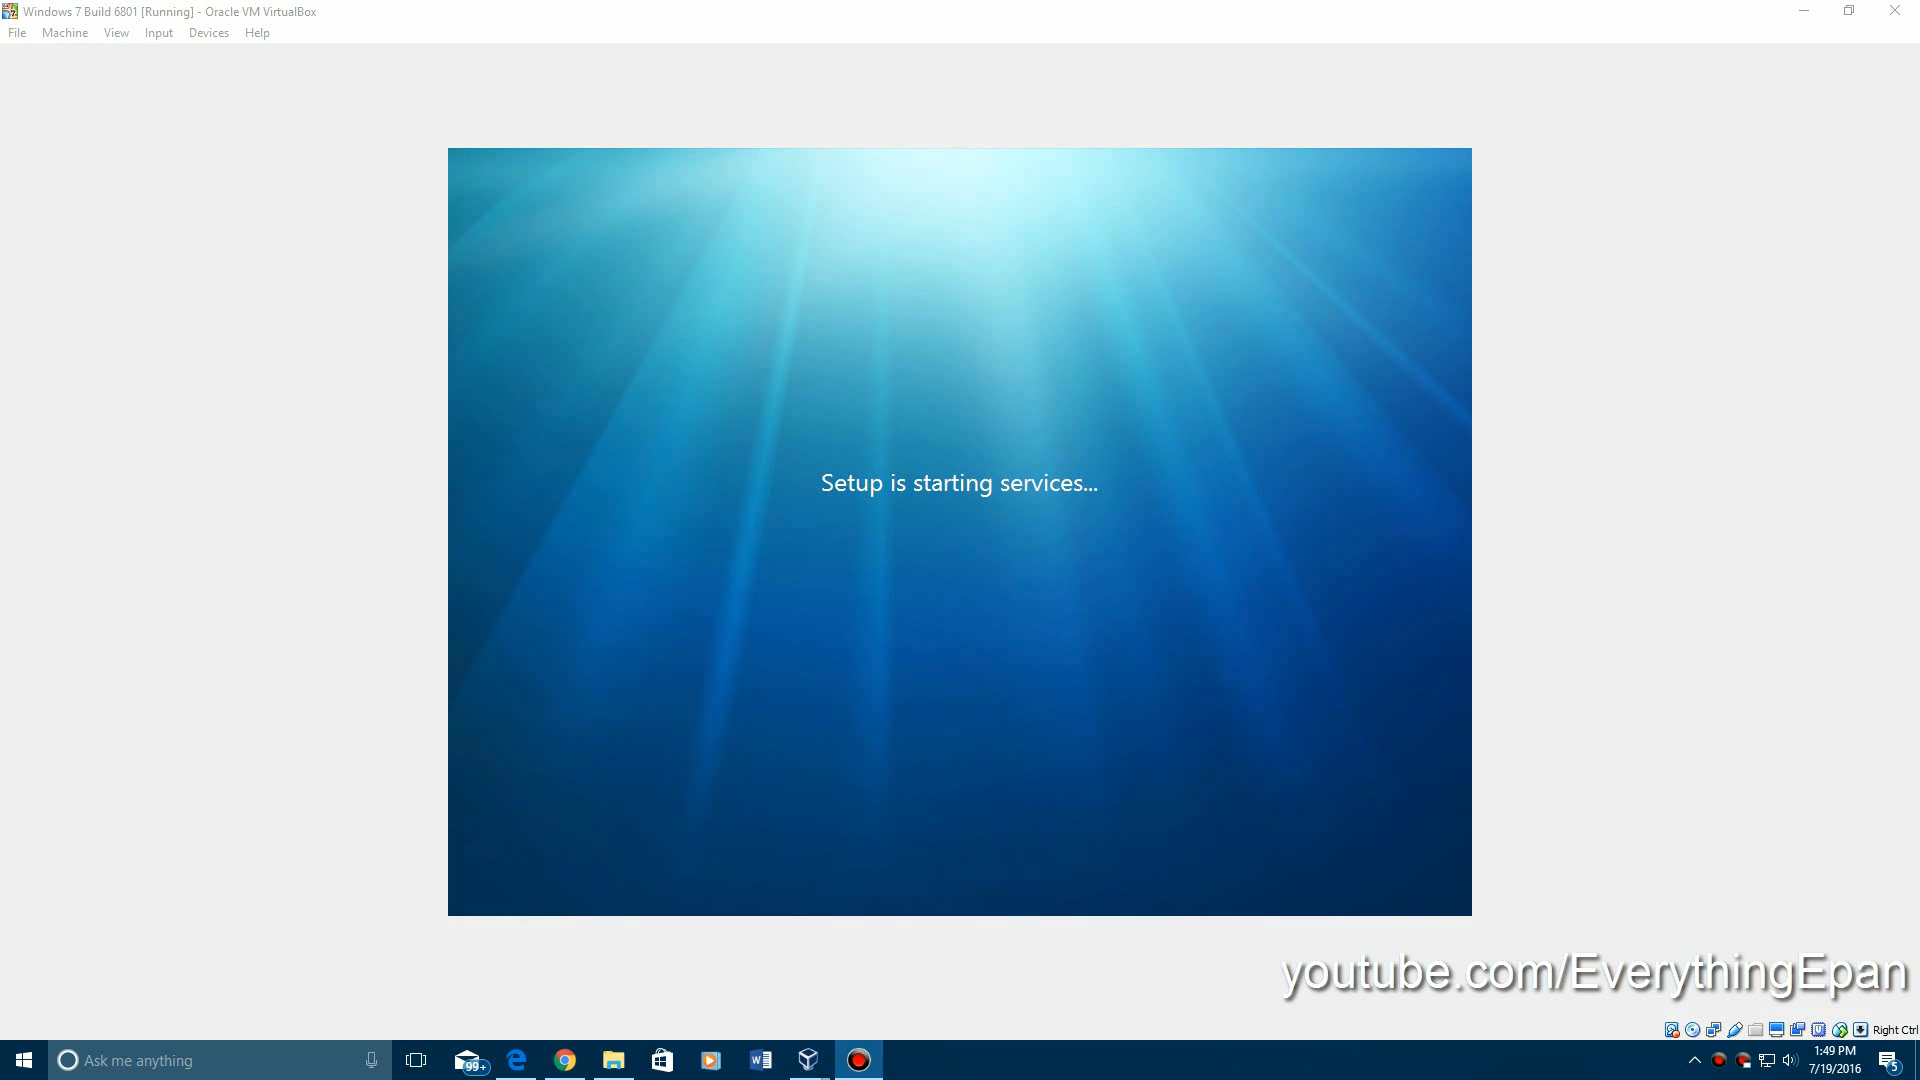 Windows 7 Build 6801 [Running] - Oracle VM VirtualBox
File Machine View Input Devices Help
Setup is starting services...
youtube.com/EverythingEpan
Right Ctrl
Ask me anything
99+
1:49 PM
7/19/2016
5